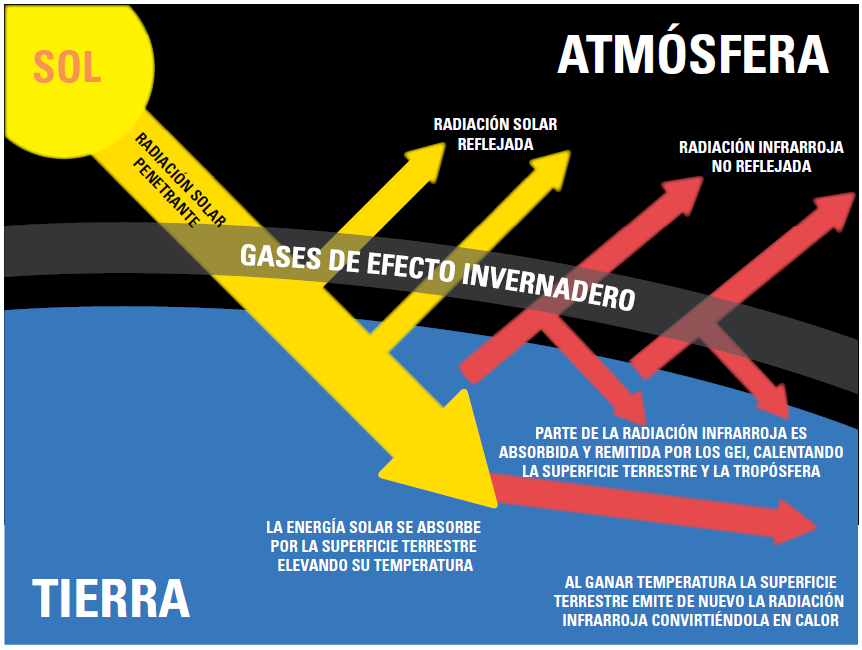 SOL
ATMÓSFERA
RADIACIÓN SOLAR
PENETRANTE
RADIACIÓN SOLAR
REFLEJADA
RADIACIÓN INFRARROJA
NO REFLEJADA
GASES DE EFECTO INVERNADERO
PARTE DE LA RADIACIÓN INFRARROJA ES
ABSORBIDA Y REMITIDA POR LOS GEI, CALENTANDO
LA SUPERFICIE TERRESTRE Y LA TROPÓSFERA
LA ENERGÍA SOLAR SE ABSORBE
POR LA SUPERFICIE TERRESTRE
ELEVANDO SU TEMPERATURA
TIERRA
AL GANAR TEMPERATURA LA SUPERFICIE
TERRESTRE EMITE DE NUEVO LA RADIACIÓN
INFRARROJA CONVIRTIÉNDOLA EN CALOR